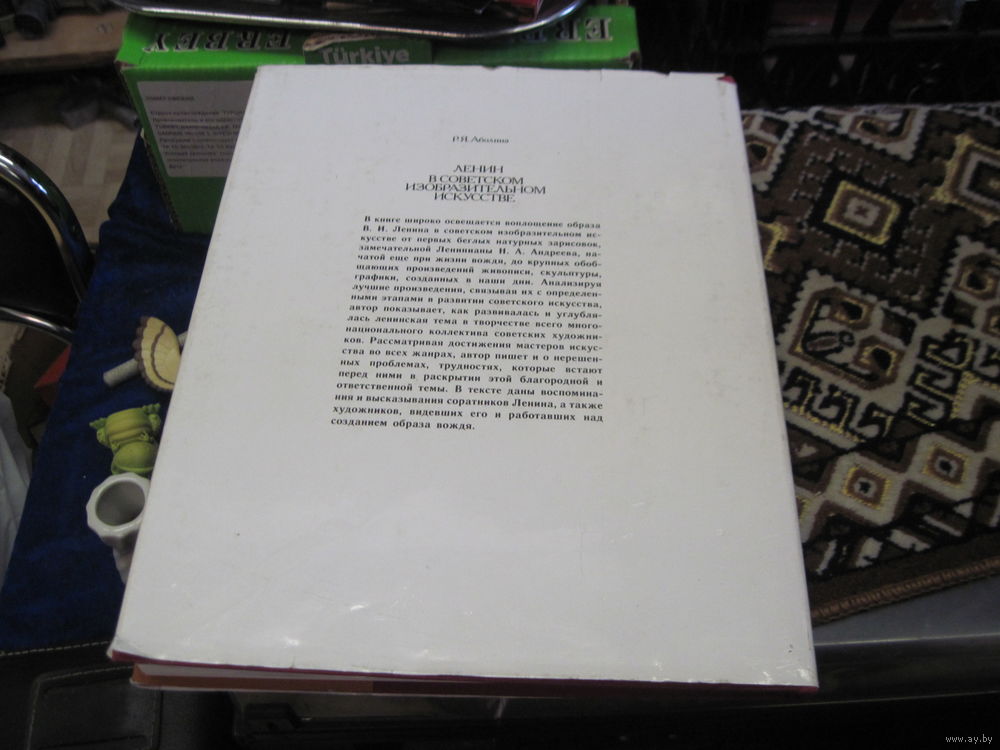 ERBEY
ERBEY
Türkiye
Р.Я. Аболина
ЛЕНИН
В СОВЕТСКОМ
ИЗОБРАЗИТЕЛЬНОМ
ИСКУССТВЕ
В книге широко освещается воплощение образа
В. И. Ленина в советском изобразительном ис-
кусстве от первых беглых натурных зарисовок,
замечательной Ленинианы Н. А. Андреева, на-
чатой еще при жизни вождя, до крупных обоб-
щающих произведений живописи, скульптуры,
графики, созданных в наши дни. Анализируя
лучшие произведения, связывая их с определен-
ными этапами в развитии советского искусства,
автор показывает, как развивалась и углубля-
лась ленинская тема в творчестве всего много-
национального коллектива советских художни-
ков. Рассматривая достижения мастеров искус-
ства во всех жанрах, автор пишет и о нерешен-
ных проблемах, трудностях, которые встают
перед ними в раскрытии этой благородной и
ответственной темы. В тексте даны воспомина-
ния и высказывания соратников Ленина, а также
художников, видевших его и работавших над
созданием образа вождя.
www.ay.by